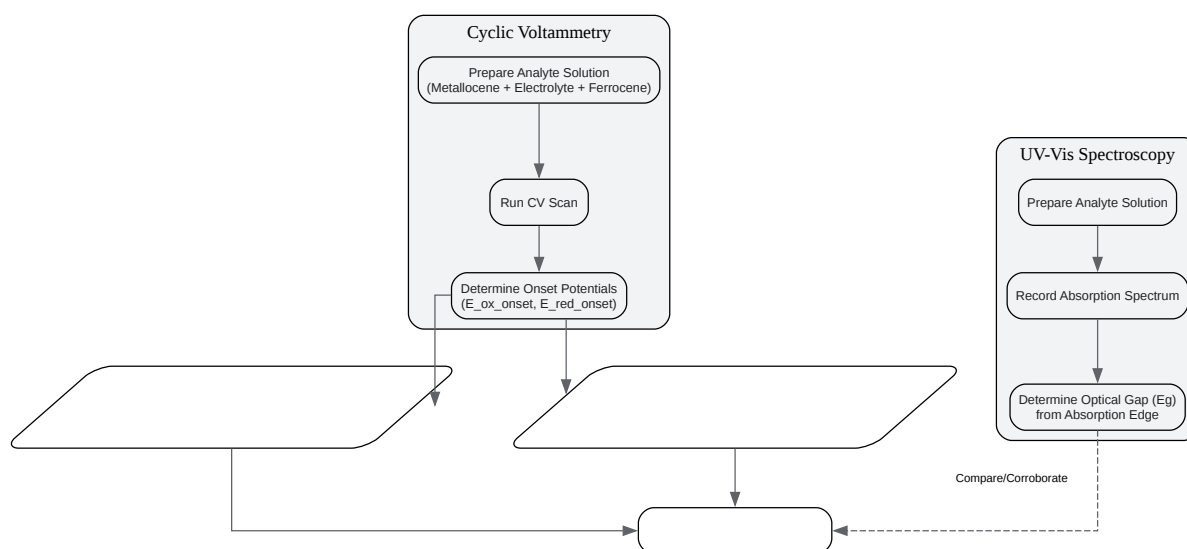 Cyclic Voltammetry
Prepare Analyte Solution
(Metallocene + Electrolyte + Ferrocene)
Run CV Scan
Determine Onset Potentials
(E_ox_onset, E_red_onset)
UV-Vis Spectroscopy
Prepare Analyte Solution
Record Absorption Spectrum
Determine Optical Gap (Eg)
from Absorption Edge
Compare/Corroborate